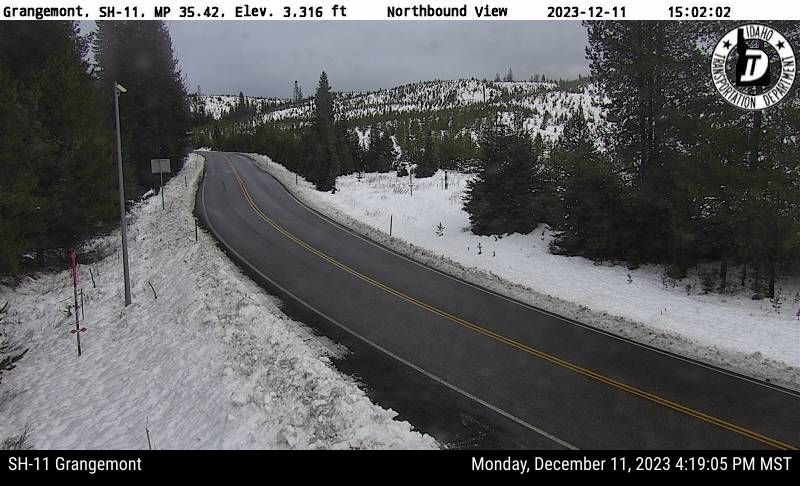 Grangemont, SH-11, MP 35.42, Elev. 3,316 ft Northbound View 2023-12-11 15:02:02
IDAHO
TRANSPORTATION DEPARTMENT
SH-11 Grangemont Monday, December 11, 2023 4:19:05 PM MST